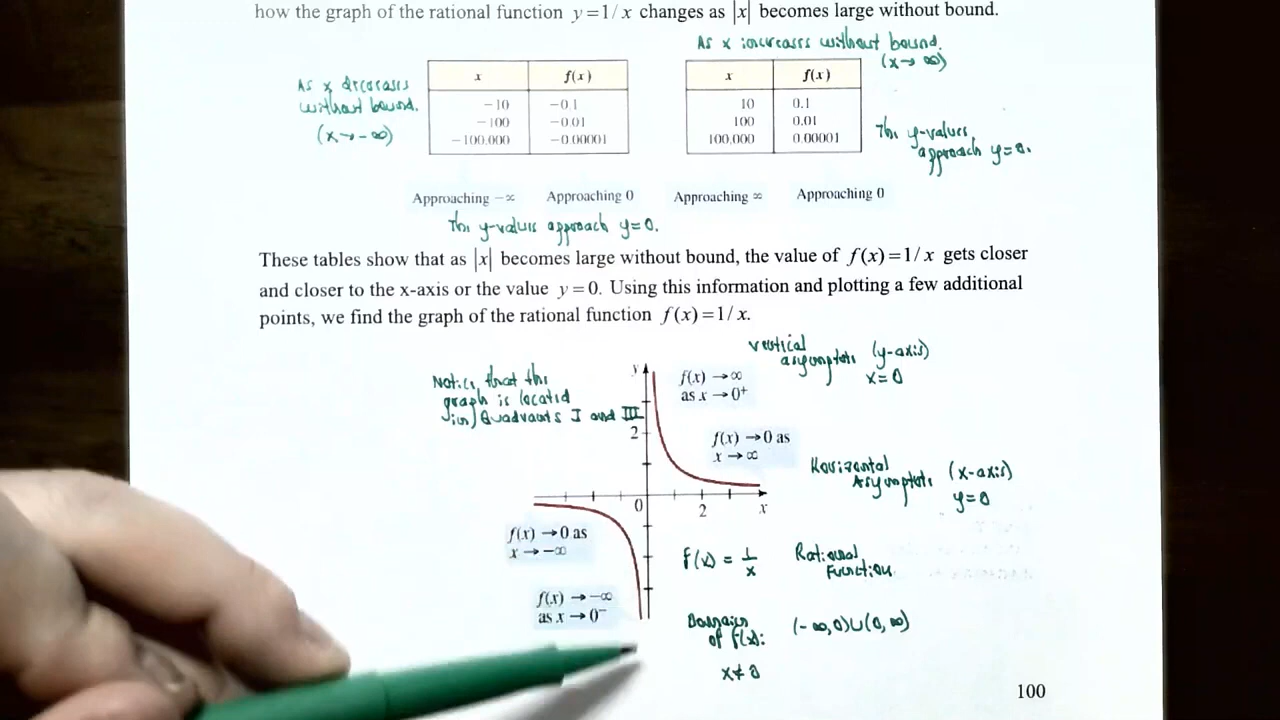 how the graph of the rational function y=1/x changes as |x| becomes large without bound.
As x decreases
without bound.
(x→-∞)
x f(x)
-10 -0.1
-100 -0.01
-100,000 -0.00001
As x increases without bound.
(x→∞)
x f(x)
10 0.1
100 0.01
100,000 0.00001
The y-values
approach y=0.
Approaching -∞ Approaching 0 Approaching ∞ Approaching 0
The y-values approach y=0.
These tables show that as |x| becomes large without bound, the value of f(x)=1/x gets closer
and closer to the x-axis or the value y=0. Using this information and plotting a few additional
points, we find the graph of the rational function f(x)=1/x.
Notice that the
graph is located
in Quadrants I and III
y
2
0
2
x
f(x)→∞
as x→0⁺
vertical
asymptote (y-axis)
x=0
f(x)→0 as
x→∞
Horizontal
Asymptote (x-axis)
y=0
f(x)→0 as
x→-∞
f(x) = 1/x
Rational
Function
f(x)→-∞
as x→0⁻
Domain
of f(x): (-∞,0)∪(0,∞)
x≠0
100